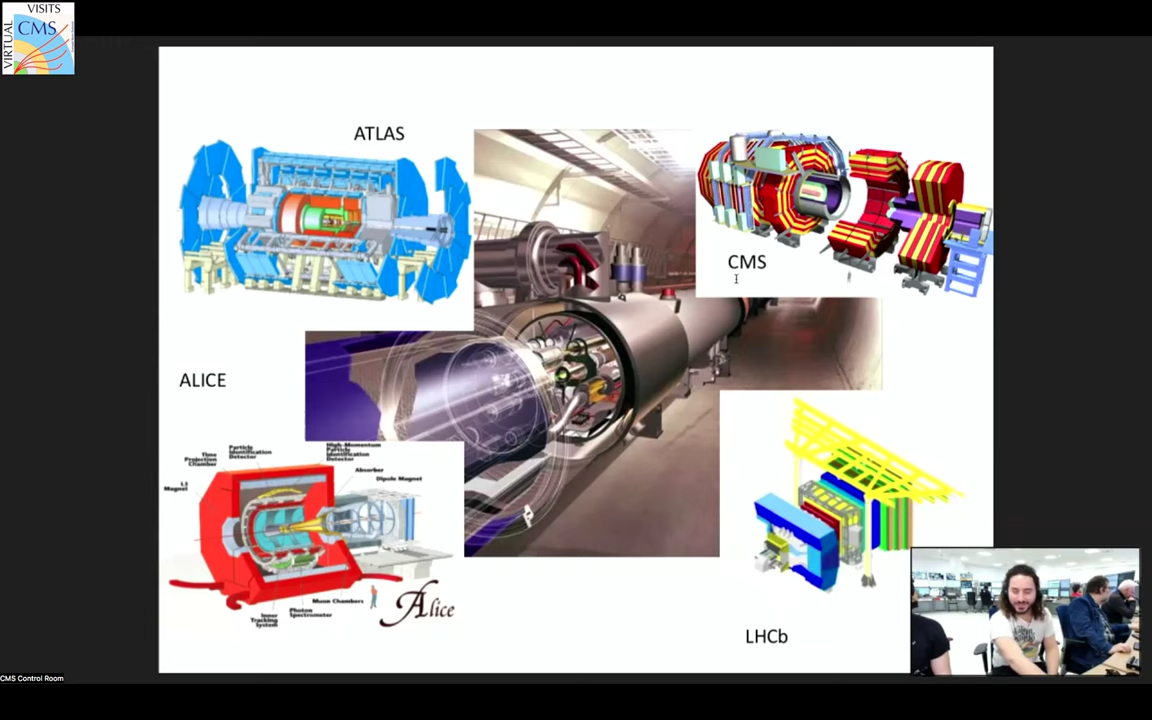 VISITS
CMS
VIRTUAL
ATLAS
CMS
ALICE
Time
Projection
Chamber
Particle
Identification
Detector
High-Momentum
Particle
Identification
Detector
Absorber
Dipole Magnet
L3
Magnet
Muon Chambers
Photon
Spectrometer
Inner
Tracking
System
Alice
LHCb
CMS Control Room